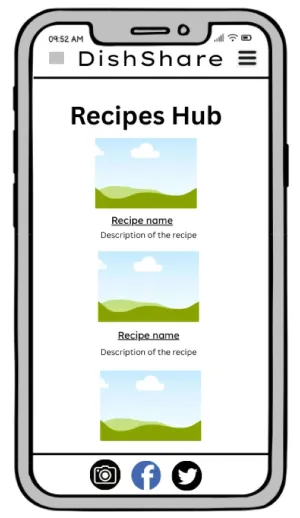 09:52 AM
DishShare
Recipes Hub
Recipe name
Description of the recipe
Recipe name
Description of the recipe